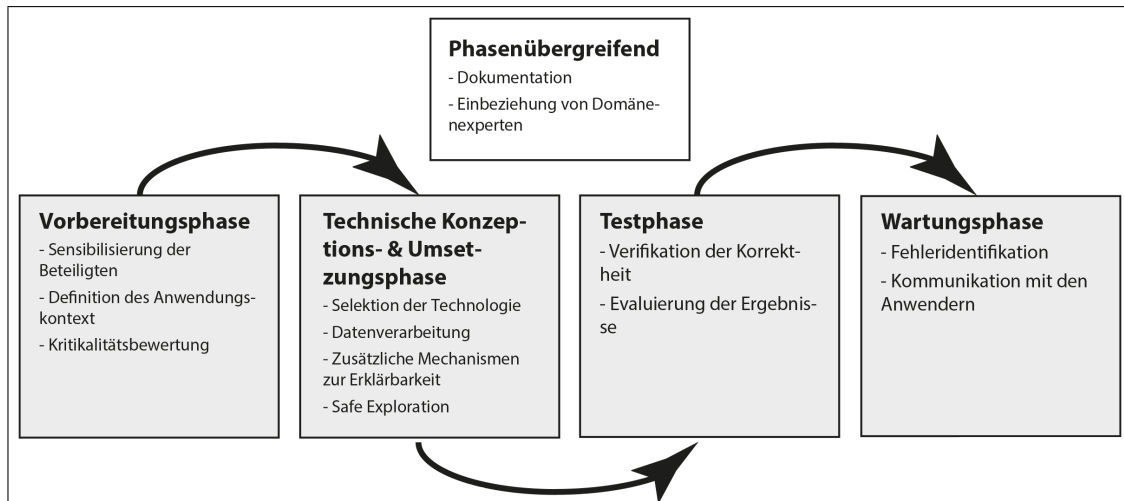 Phasenübergreifend
- Dokumentation
- Einbeziehung von Domäne-
nexperten
Vorbereitungsphase
- Sensibilisierung der
Beteiligten
- Definition des Anwendungs-
kontext
- Kritikalitätsbewertung
Technische Konzep-
tions- & Umset-
zungsphase
- Selektion der Technologie
- Datenverarbeitung
- Zusätzliche Mechanismen
zur Erklärbarkeit
- Safe Exploration
Testphase
- Verifikation der Korrekt-
heit
- Evaluierung der Ergebnis-
se
Wartungsphase
- Fehleridentifikation
- Kommunikation mit den
Anwendern